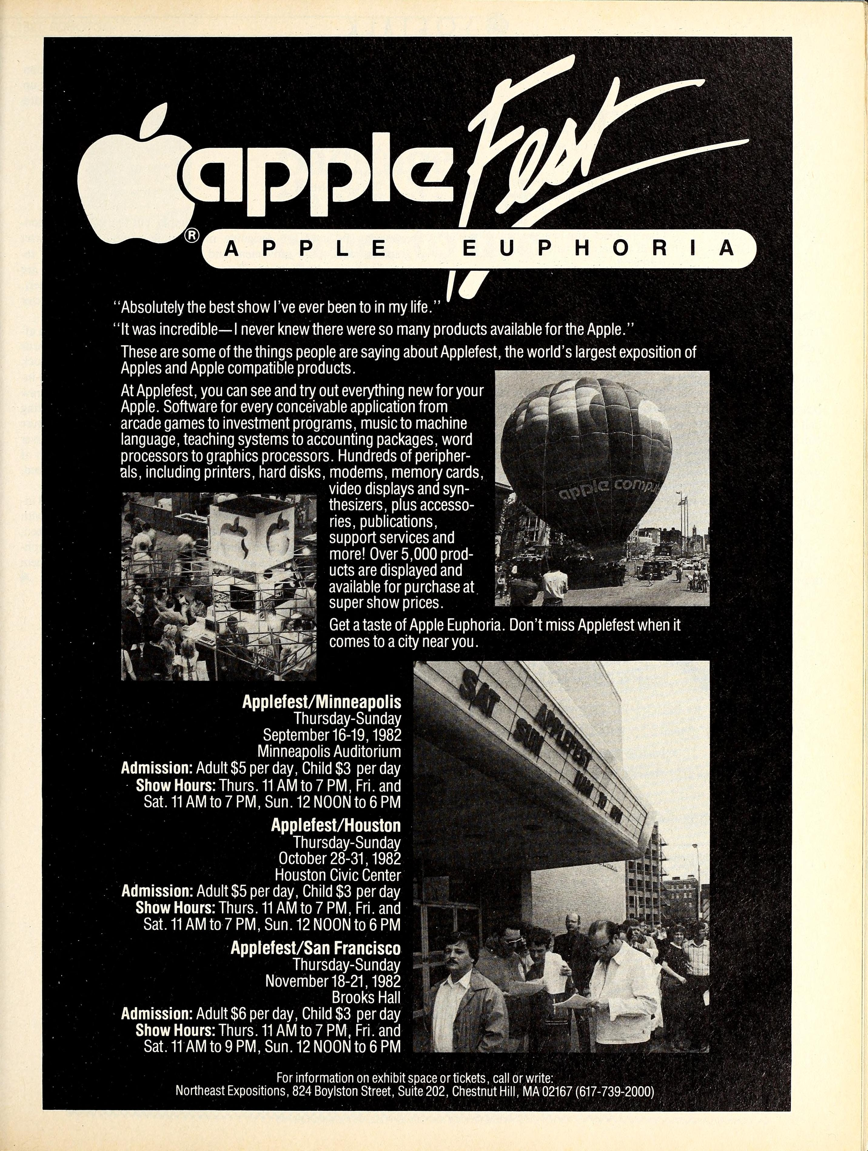 apple Fest
®
APPLE EUPHORIA
"Absolutely the best show I've ever been to in my life."
"It was incredible—I never knew there were so many products available for the Apple."
These are some of the things people are saying about Applefest, the world's largest exposition of
Apples and Apple compatible products.
At Applefest, you can see and try out everything new for your
Apple. Software for every conceivable application from
arcade games to investment programs, music to machine
language, teaching systems to accounting packages, word
processors to graphics processors. Hundreds of peripher-
als, including printers, hard disks, modems, memory cards,
video displays and syn-
thesizers, plus accesso-
ries, publications,
support services and
more! Over 5,000 prod-
ucts are displayed and
available for purchase at
super show prices.
apple compu
Get a taste of Apple Euphoria. Don't miss Applefest when it
comes to a city near you.
SAT APPLEFEST
SUN
Applefest/Minneapolis
Thursday-Sunday
September 16-19, 1982
Minneapolis Auditorium
Admission: Adult $5 per day, Child $3 per day
Show Hours: Thurs. 11 AM to 7 PM, Fri. and
Sat. 11 AM to 7 PM, Sun. 12 NOON to 6 PM
Applefest/Houston
Thursday-Sunday
October 28-31, 1982
Houston Civic Center
Admission: Adult $5 per day, Child $3 per day
Show Hours: Thurs. 11 AM to 7 PM, Fri. and
Sat. 11 AM to 7 PM, Sun. 12 NOON to 6 PM
Applefest/San Francisco
Thursday-Sunday
November 18-21, 1982
Brooks Hall
Admission: Adult $6 per day, Child $3 per day
Show Hours: Thurs. 11 AM to 7 PM, Fri. and
Sat. 11 AM to 9 PM, Sun. 12 NOON to 6 PM
For information on exhibit space or tickets, call or write:
Northeast Expositions, 824 Boylston Street, Suite 202, Chestnut Hill, MA 02167 (617-739-2000)